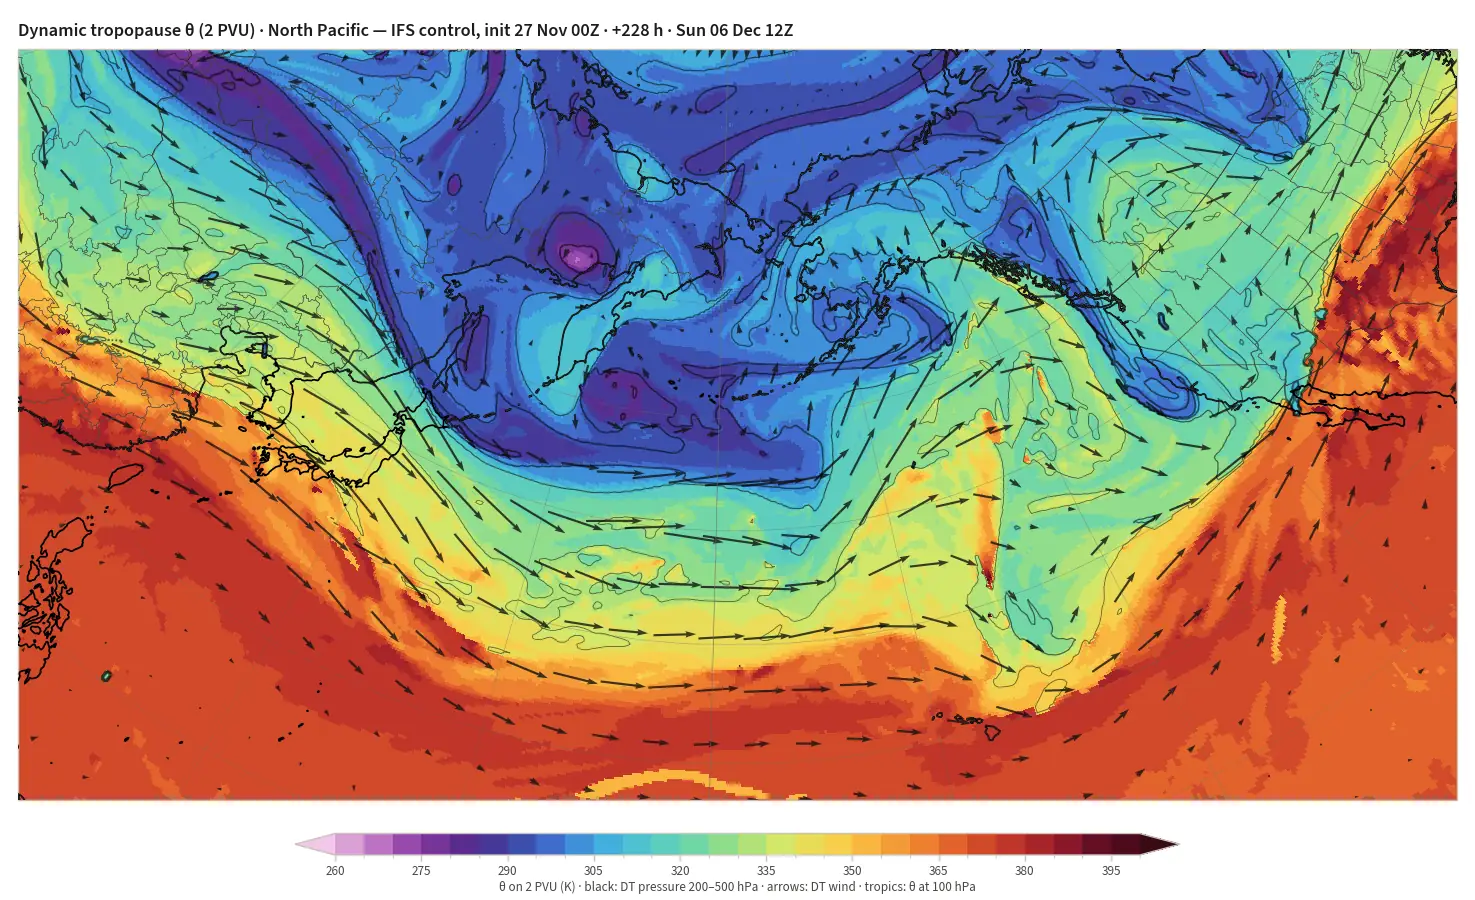 Dynamic tropopause θ (2 PVU) · North Pacific — IFS control, init 27 Nov 00Z · +228 h · Sun 06 Dec 12Z
260 275 290 305 320 335 350 365 380 395
θ on 2 PVU (K) · black: DT pressure 200–500 hPa · arrows: DT wind · tropics: θ at 100 hPa